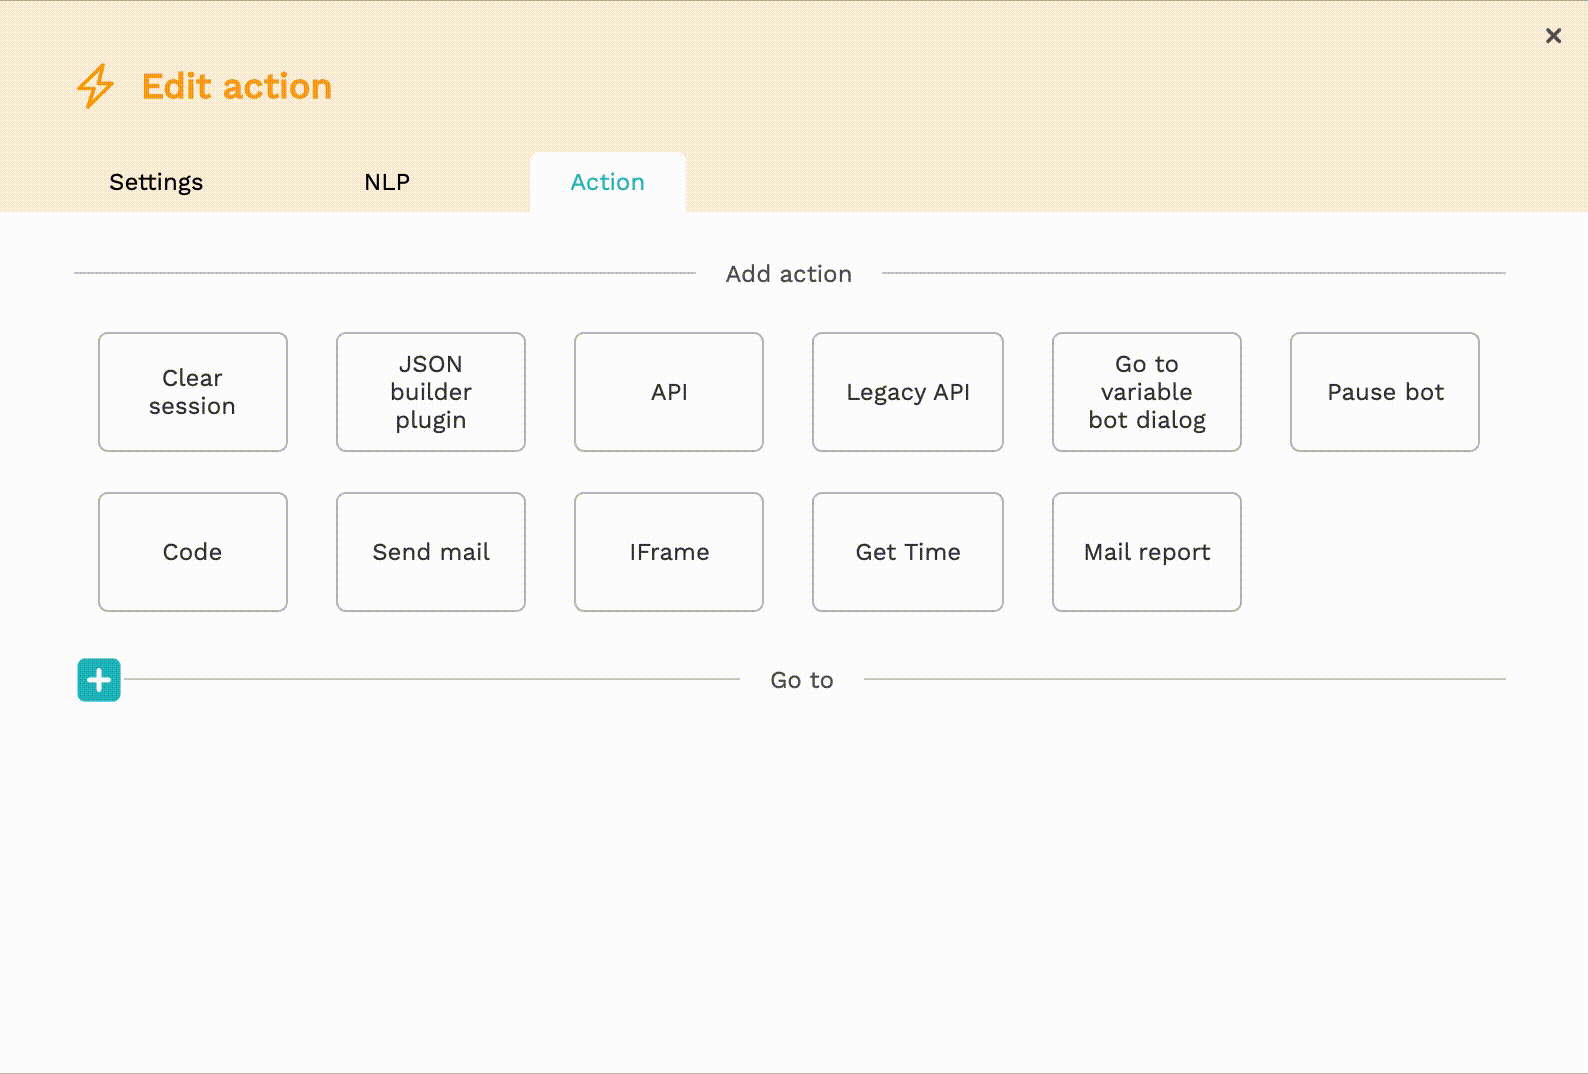 Edit action
Settings
NLP
Action
Add action
Clear
session
JSON
builder
plugin
API
Legacy API
Go to
variable
bot dialog
Pause bot
Code
Send mail
IFrame
Get Time
Mail report
Go to